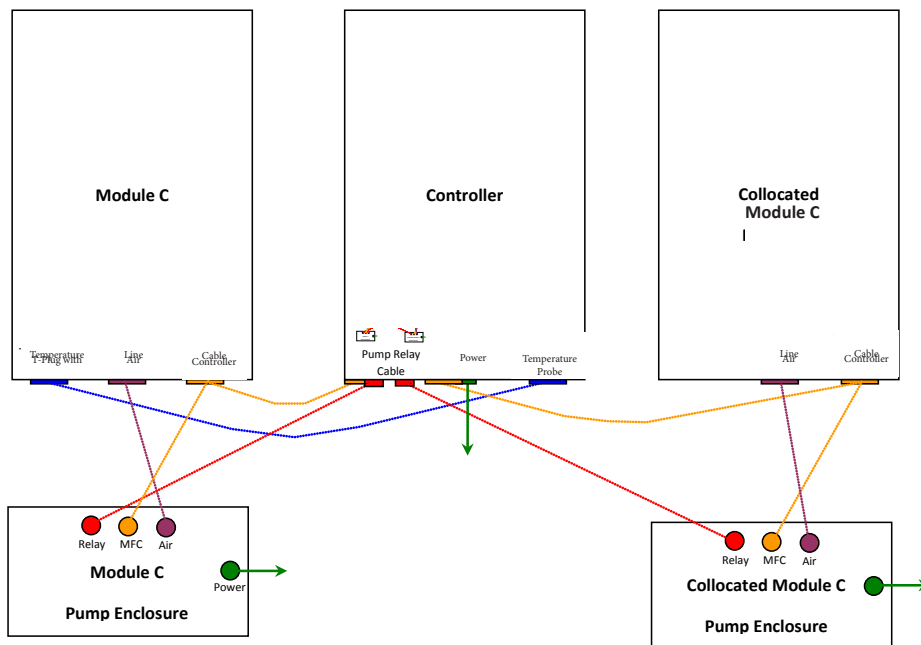 Module C
Controller
Collocated
Module C
Temperature
T-Plug with
Line
Air
Cable
Controller
Pump Relay
Cable
Power
Temperature
Probe
Line
Air
Cable
Controller
Relay
MFC
Air
Module C
Power
Pump Enclosure
Relay
MFC
Air
Collocated Module C
Pump Enclosure